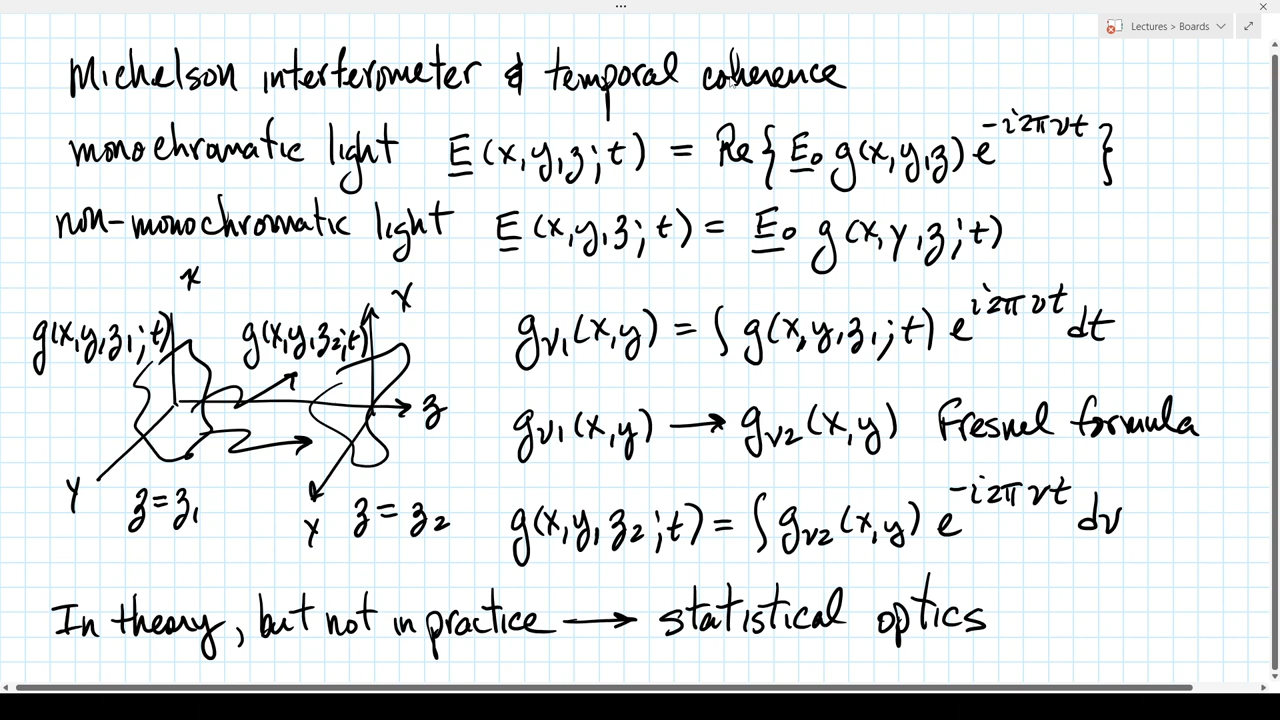 Lectures > Boards
Michelson interferometer & temporal coherence
monochromatic light E(x,y,z;t) = Re{E₀ g(x,y,z) e^{-i2πνt}}
non-monochromatic light E(x,y,z;t) = E₀ g(x,y,z;t)
x
x
g(x,y,z₁;t)
g(x,y,z₂;t)
g_{ν1}(x,y) = ∫ g(x,y,z₁;t) e^{i2πνt} dt
z
g_{ν1}(x,y) → g_{ν2}(x,y) Fresnel formula
y
z = z₁
y
z = z₂
g(x,y,z₂;t) = ∫ g_{ν2}(x,y) e^{-i2πνt} dν
In theory, but not in practice → statistical optics